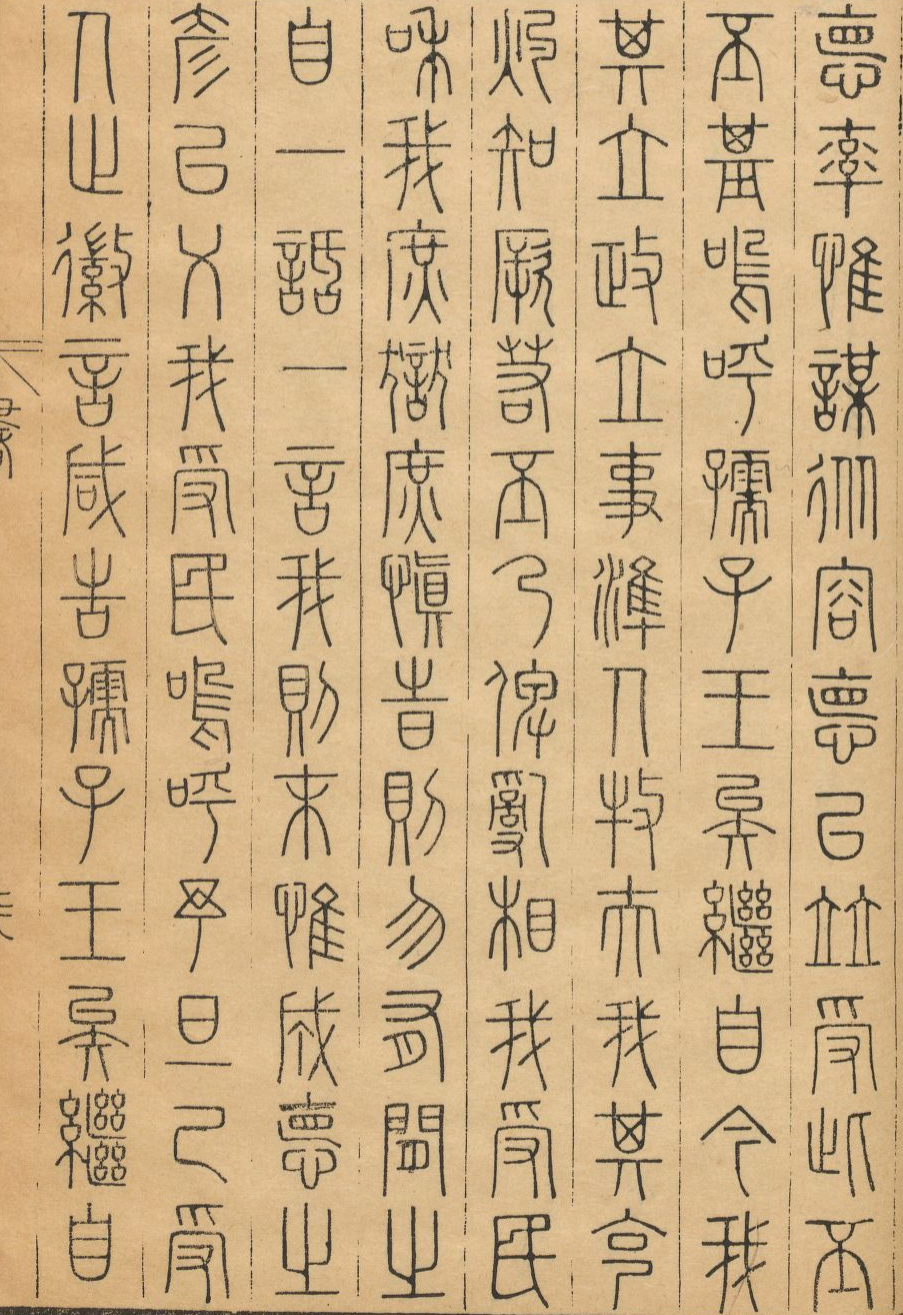 德率惟謀從容德以並受此丕
丕基嗚呼孺子王矣繼自今我
其立政立事準人牧夫我其克
灼知厥若丕乃俾亂相我受民
和我庶獄庶慎時則勿有間之
自一話一言我則末惟成德之
彥以乂我受民嗚呼予旦已受
人之徽言咸告孺子王矣繼自